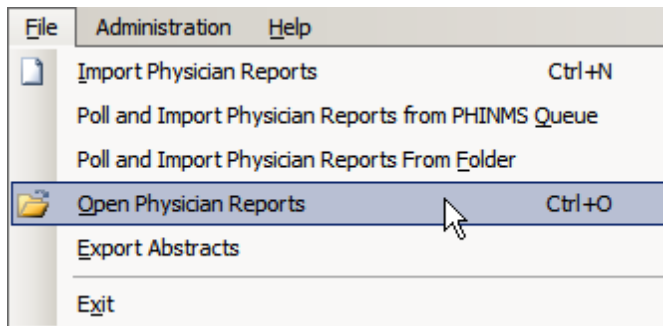 File Administration Help
Import Physician Reports Ctrl+N
Poll and Import Physician Reports from PHINMS Queue
Poll and Import Physician Reports From Folder
Open Physician Reports Ctrl+O
Export Abstracts
Exit